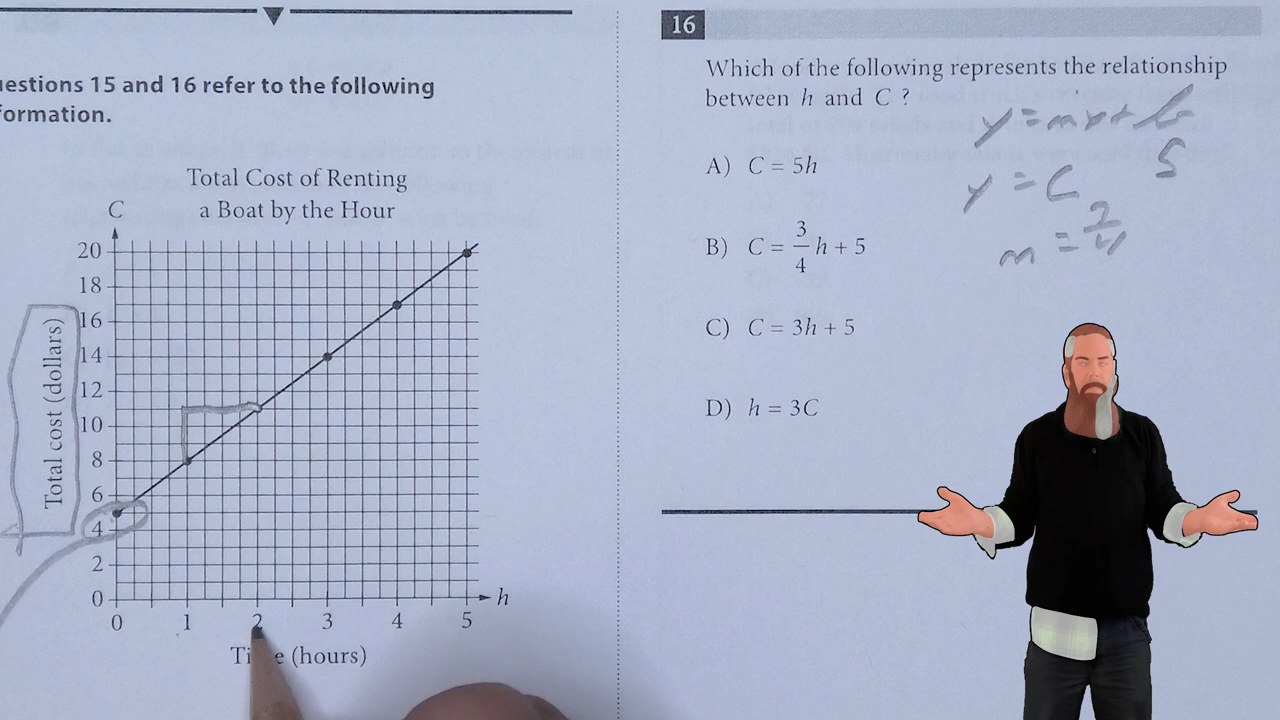 uestions 15 and 16 refer to the following
formation.
Total Cost of Renting
a Boat by the Hour
C
20
18
16
14
12
10
8
6
4
2
0
0 1 2 3 4 5
h
Time (hours)
Total cost (dollars)
16
Which of the following represents the relationship
between h and C ?
A) C = 5h
B) C = 3/4 h + 5
C) C = 3h + 5
D) h = 3C
y = mx + b
5
y = C
m =